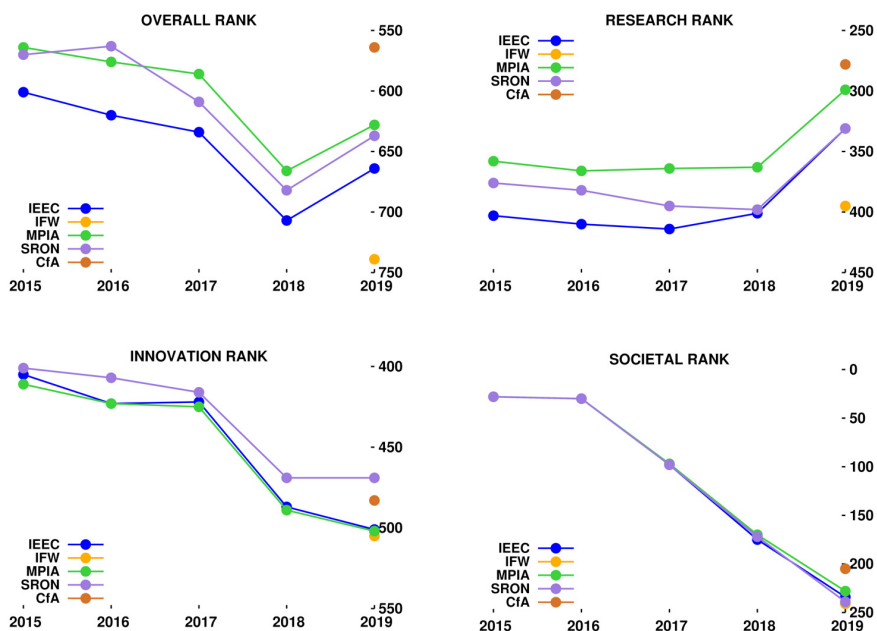 OVERALL RANK
- 550
- 600
- 650
- 700
- 750
IEEC
IFW
MPIA
SRON
CfA
2015 2016 2017 2018 2019
RESEARCH RANK
- 250
- 300
- 350
- 400
- 450
IEEC
IFW
MPIA
SRON
CfA
2015 2016 2017 2018 2019
INNOVATION RANK
- 400
- 450
- 500
- 550
IEEC
IFW
MPIA
SRON
CfA
2015 2016 2017 2018 2019
SOCIETAL RANK
- 0
- 50
- 100
- 150
- 200
- 250
IEEC
IFW
MPIA
SRON
CfA
2015 2016 2017 2018 2019